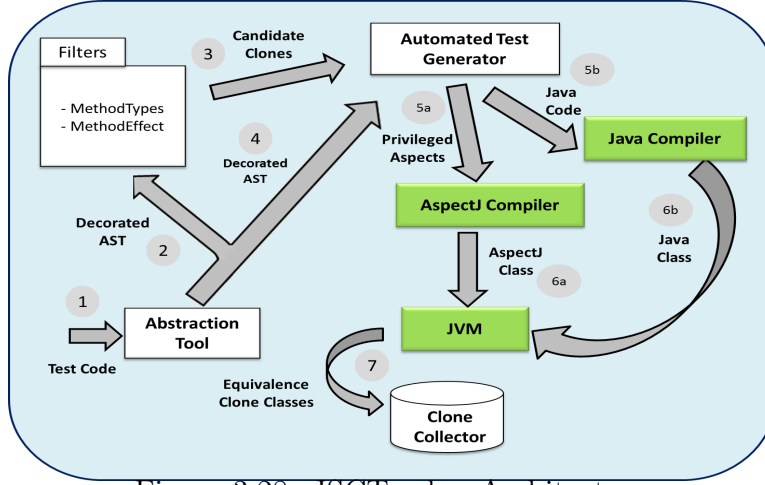 Filters
- MethodTypes
- MethodEffect
3
Candidate
Clones
Automated Test
Generator
5b
Java
Code
5a
Privileged
Aspects
Java Compiler
4
Decorated
AST
AspectJ Compiler
Decorated
AST
2
6b
Java
Class
AspectJ
Class
6a
1
Test Code
Abstraction
Tool
JVM
7
Equivalence
Clone Classes
Clone
Collector